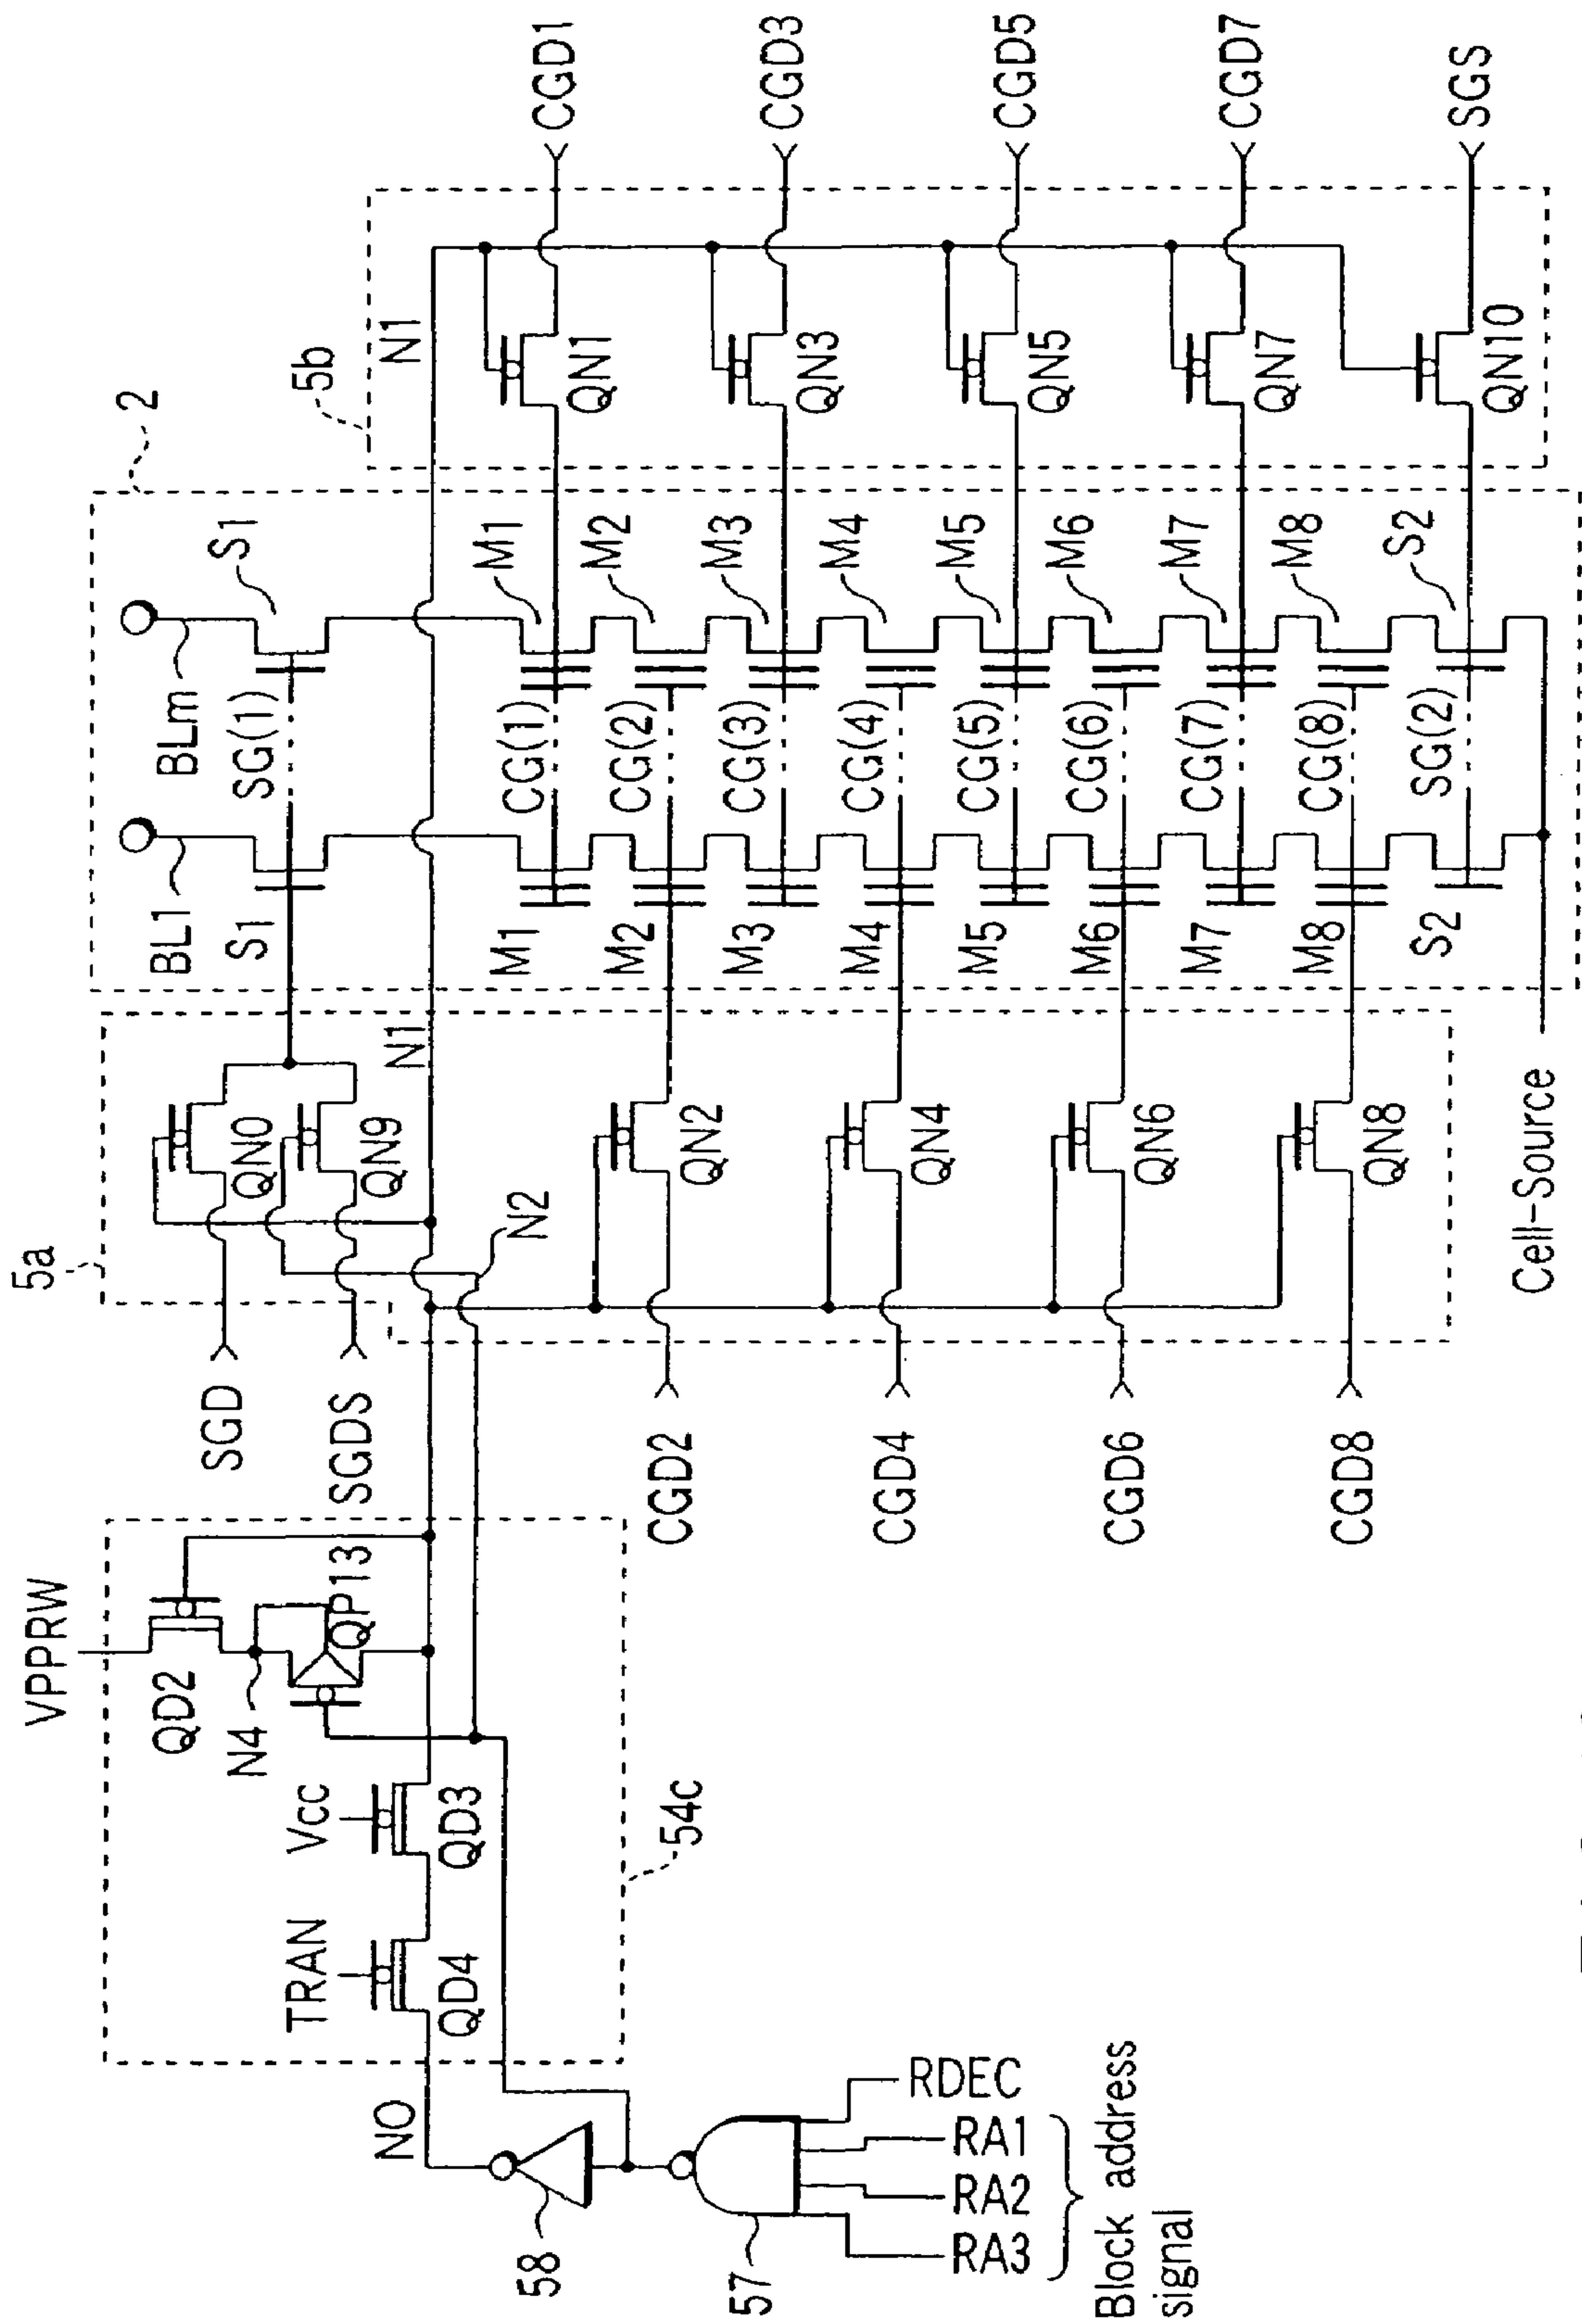 VPPRW
QD2
N4
QP13
Vcc
TRAN
QD3
QD4
54c
N0
58
57
RDEC
RA1
RA2
RA3
Block address
signal
5a
SGD
SGDS
QN0
QN9
N1
N2
CGD2
QN2
CGD4
QN4
CGD6
QN6
CGD8
QN8
Cell-Source
2
BL1
BLm
S1
S1
SG(1)
M1
CG(1)
M1
M2
CG(2)
M2
M3
CG(3)
M3
M4
CG(4)
M4
M5
CG(5)
M5
M6
CG(6)
M6
M7
CG(7)
M7
M8
CG(8)
M8
S2
SG(2)
S2
5b
N1
QN1
CGD1
QN3
CGD3
QN5
CGD5
QN7
CGD7
QN10
SGS